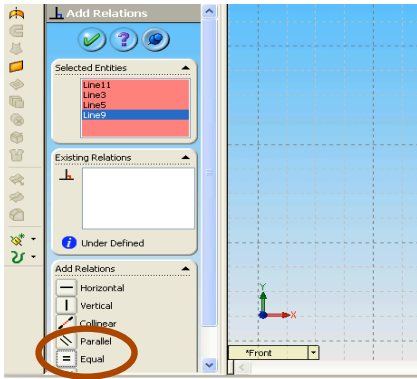 Add Relations
?
Selected Entities
Line11
Line3
Line5
Line9
Existing Relations
i Under Defined
Add Relations
Horizontal
Vertical
Collinear
Parallel
= Equal
Y
X
*Front